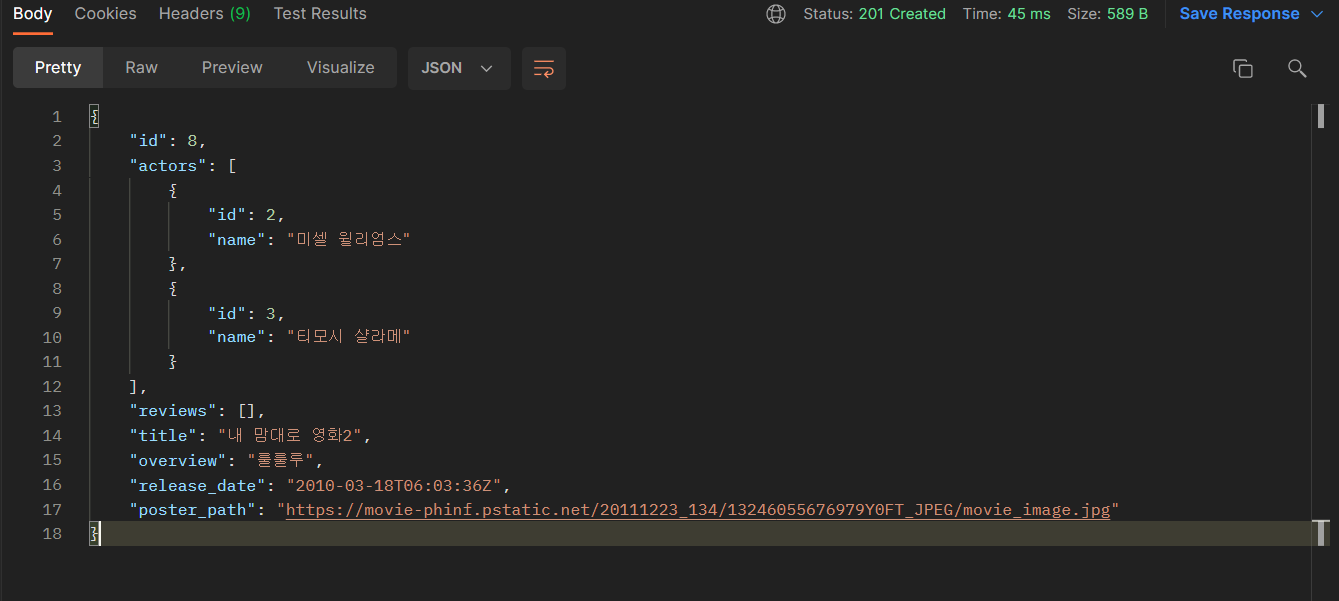 Body Cookies Headers (9) Test Results Status: 201 Created Time: 45 ms Size: 589 B Save Response
Pretty Raw Preview Visualize JSON
1 {
2 "id": 8,
3 "actors": [
4 {
5 "id": 2,
6 "name": "미셸 윌리엄스"
7 },
8 {
9 "id": 3,
10 "name": "티모시 샬라메"
11 }
12 ],
13 "reviews": [],
14 "title": "내 맘대로 영화2",
15 "overview": "룰룰루",
16 "release_date": "2010-03-18T06:03:36Z",
17 "poster_path": "https://movie-phinf.pstatic.net/20111223_134/13246055676979Y0FT_JPEG/movie_image.jpg"
18 }